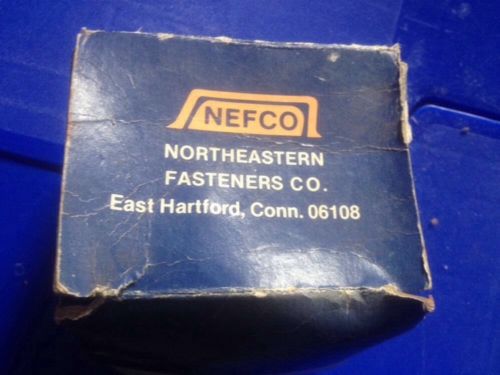 NEFCO
NORTHEASTERN
FASTENERS CO.
East Hartford, Conn. 06108